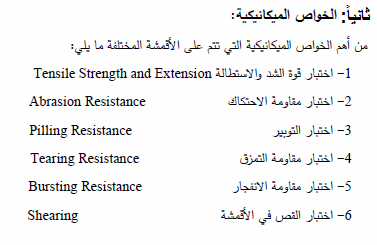 ثانياً: الخواص الميكانيكية:
من أهم الخواص الميكانيكية التي تتم على الأقمشة المختلفة ما يلي:
1- اختبار قوة الشد والاستطالة Tensile Strength and Extension
2- اختبار مقاومة الاحتكاك Abrasion Resistance
3- اختبار التوبير Pilling Resistance
4- اختبار مقاومة التمزق Tearing Resistance
5- اختبار مقاومة الانفجار Bursting Resistance
6- اختبار القص في الأقمشة Shearing